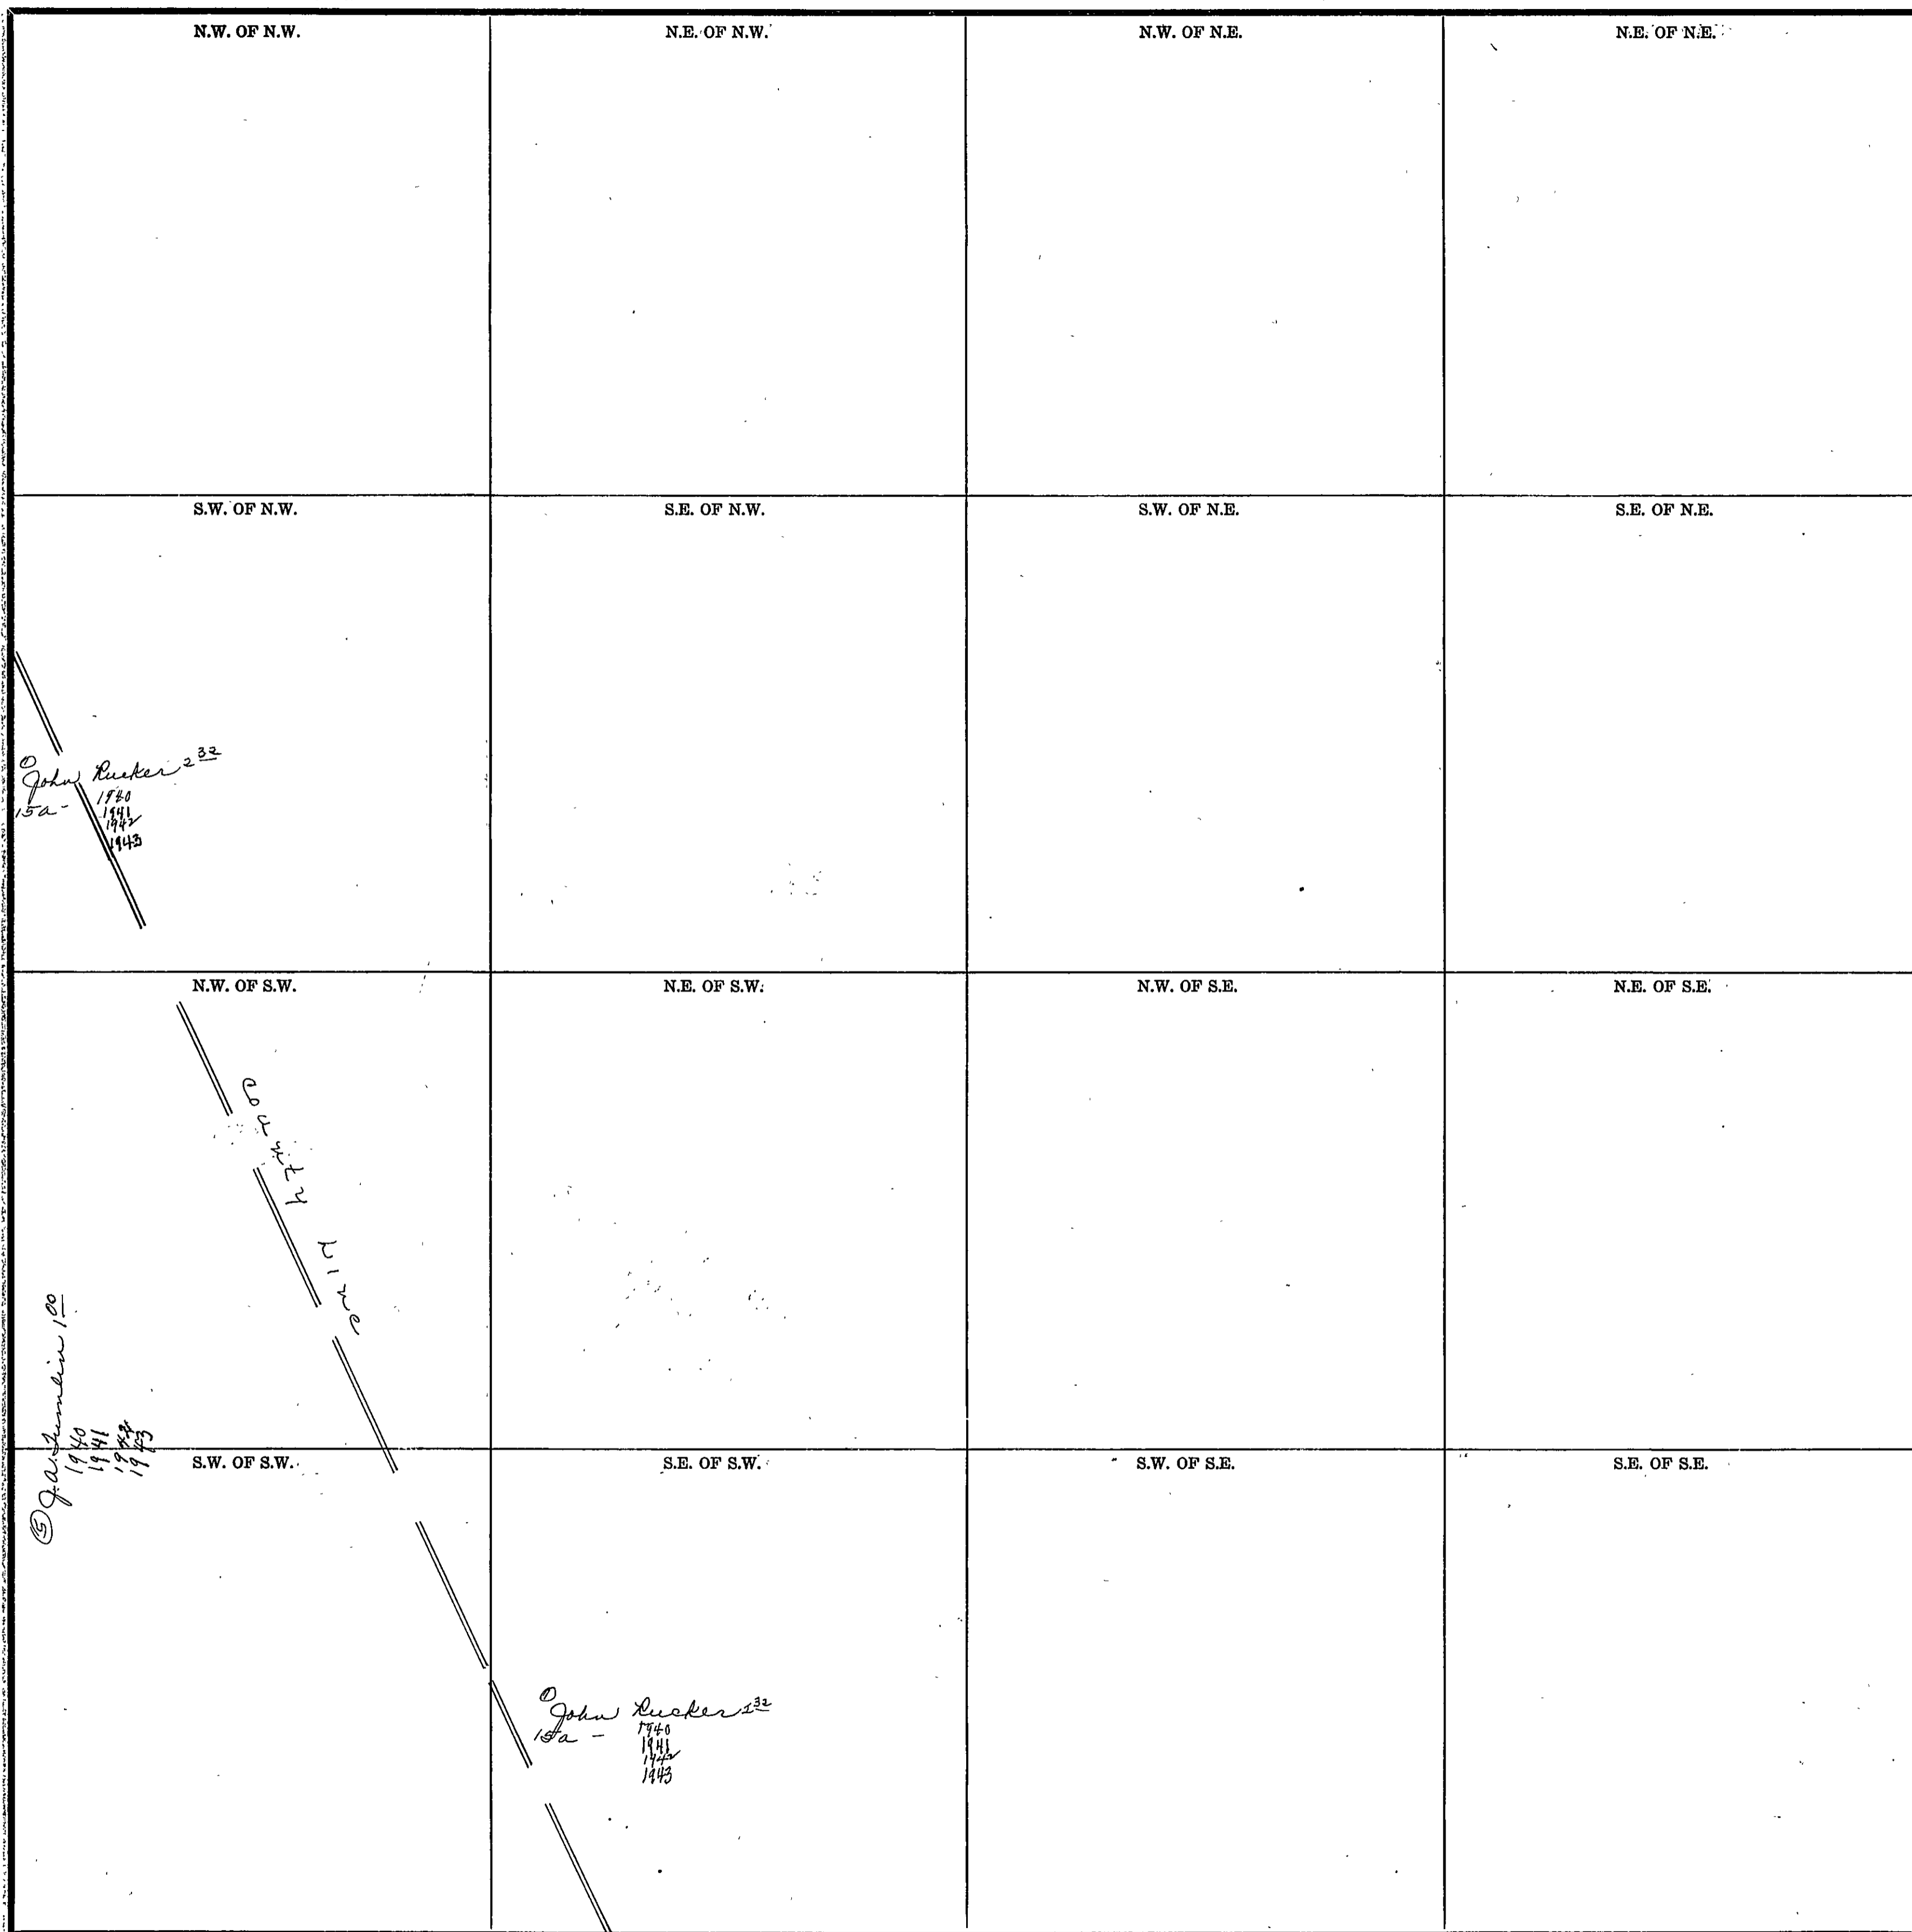 N.W. OF N.W.
N.E. OF N.W.
N.W. OF N.E.
N.E. OF N.E.
S.W. OF N.W.
S.E. OF N.W.
S.W. OF N.E.
S.E. OF N.E.
① John Rucker 2 32
15a -
1940
1941
1942
1943
N.W. OF S.W.
N.E. OF S.W.
N.W. OF S.E.
N.E. OF S.E.
County Line
⑤ J.A. Tumlin 1 00
1940
1941
1942
1943
S.W. OF S.W.
S.E. OF S.W.
S.W. OF S.E.
S.E. OF S.E.
① John Rucker 32
15a -
1940
1941
1942
1943